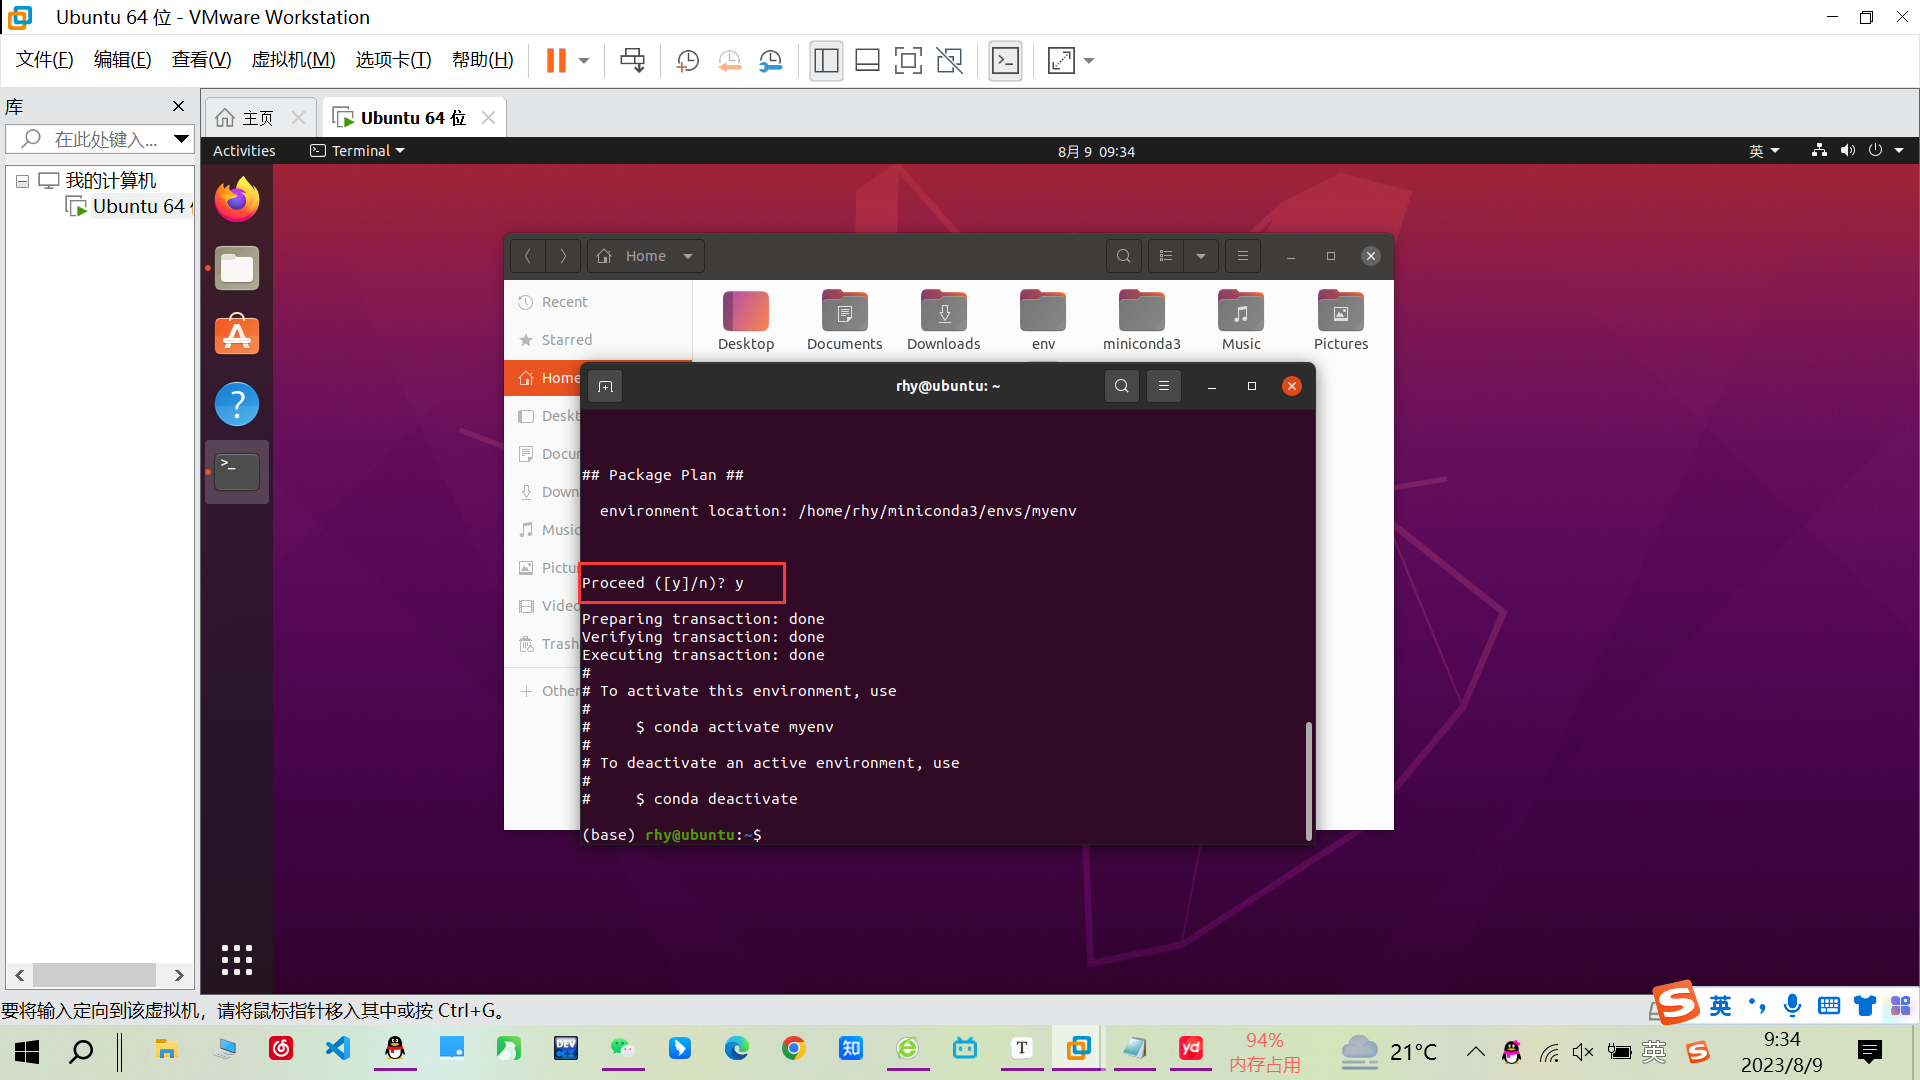 Ubuntu 64 位 - VMware Workstation
文件(F) 编辑(E) 查看(V) 虚拟机(M) 选项卡(T) 帮助(H)
库
在此处键入...
我的计算机
Ubuntu 64
主页
Ubuntu 64 位
Activities
Terminal
8月 9 09:34
英
Home
Recent
Starred
Home
Deskt
Docu
Down
Music
Pictu
Video
Trash
Other
Desktop
Documents
Downloads
env
miniconda3
Music
Pictures
rhy@ubuntu: ~
## Package Plan ##
environment location: /home/rhy/miniconda3/envs/myenv
Proceed ([y]/n)? y
Preparing transaction: done
Verifying transaction: done
Executing transaction: done
#
# To activate this environment, use
#
#     $ conda activate myenv
#
# To deactivate an active environment, use
#
#     $ conda deactivate
(base) rhy@ubuntu:~$
要将输入定向到该虚拟机，请将鼠标指针移入其中或按 Ctrl+G。
英
DEV
知
T
yd
94%
内存占用
21°C
英
9:34
2023/8/9